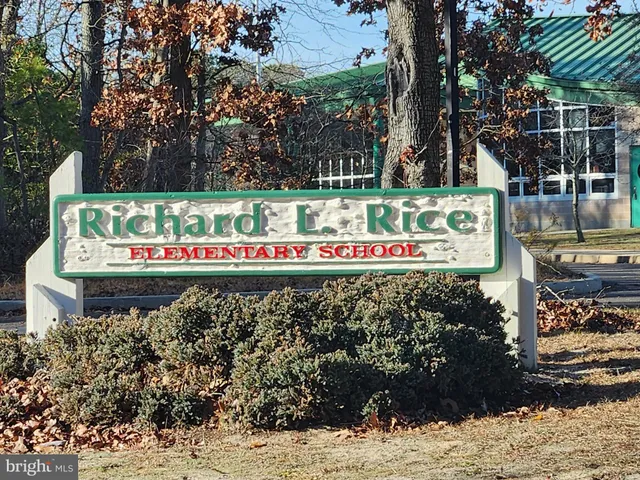 Richard L. Rice
ELEMENTARY SCHOOL
bright MLS